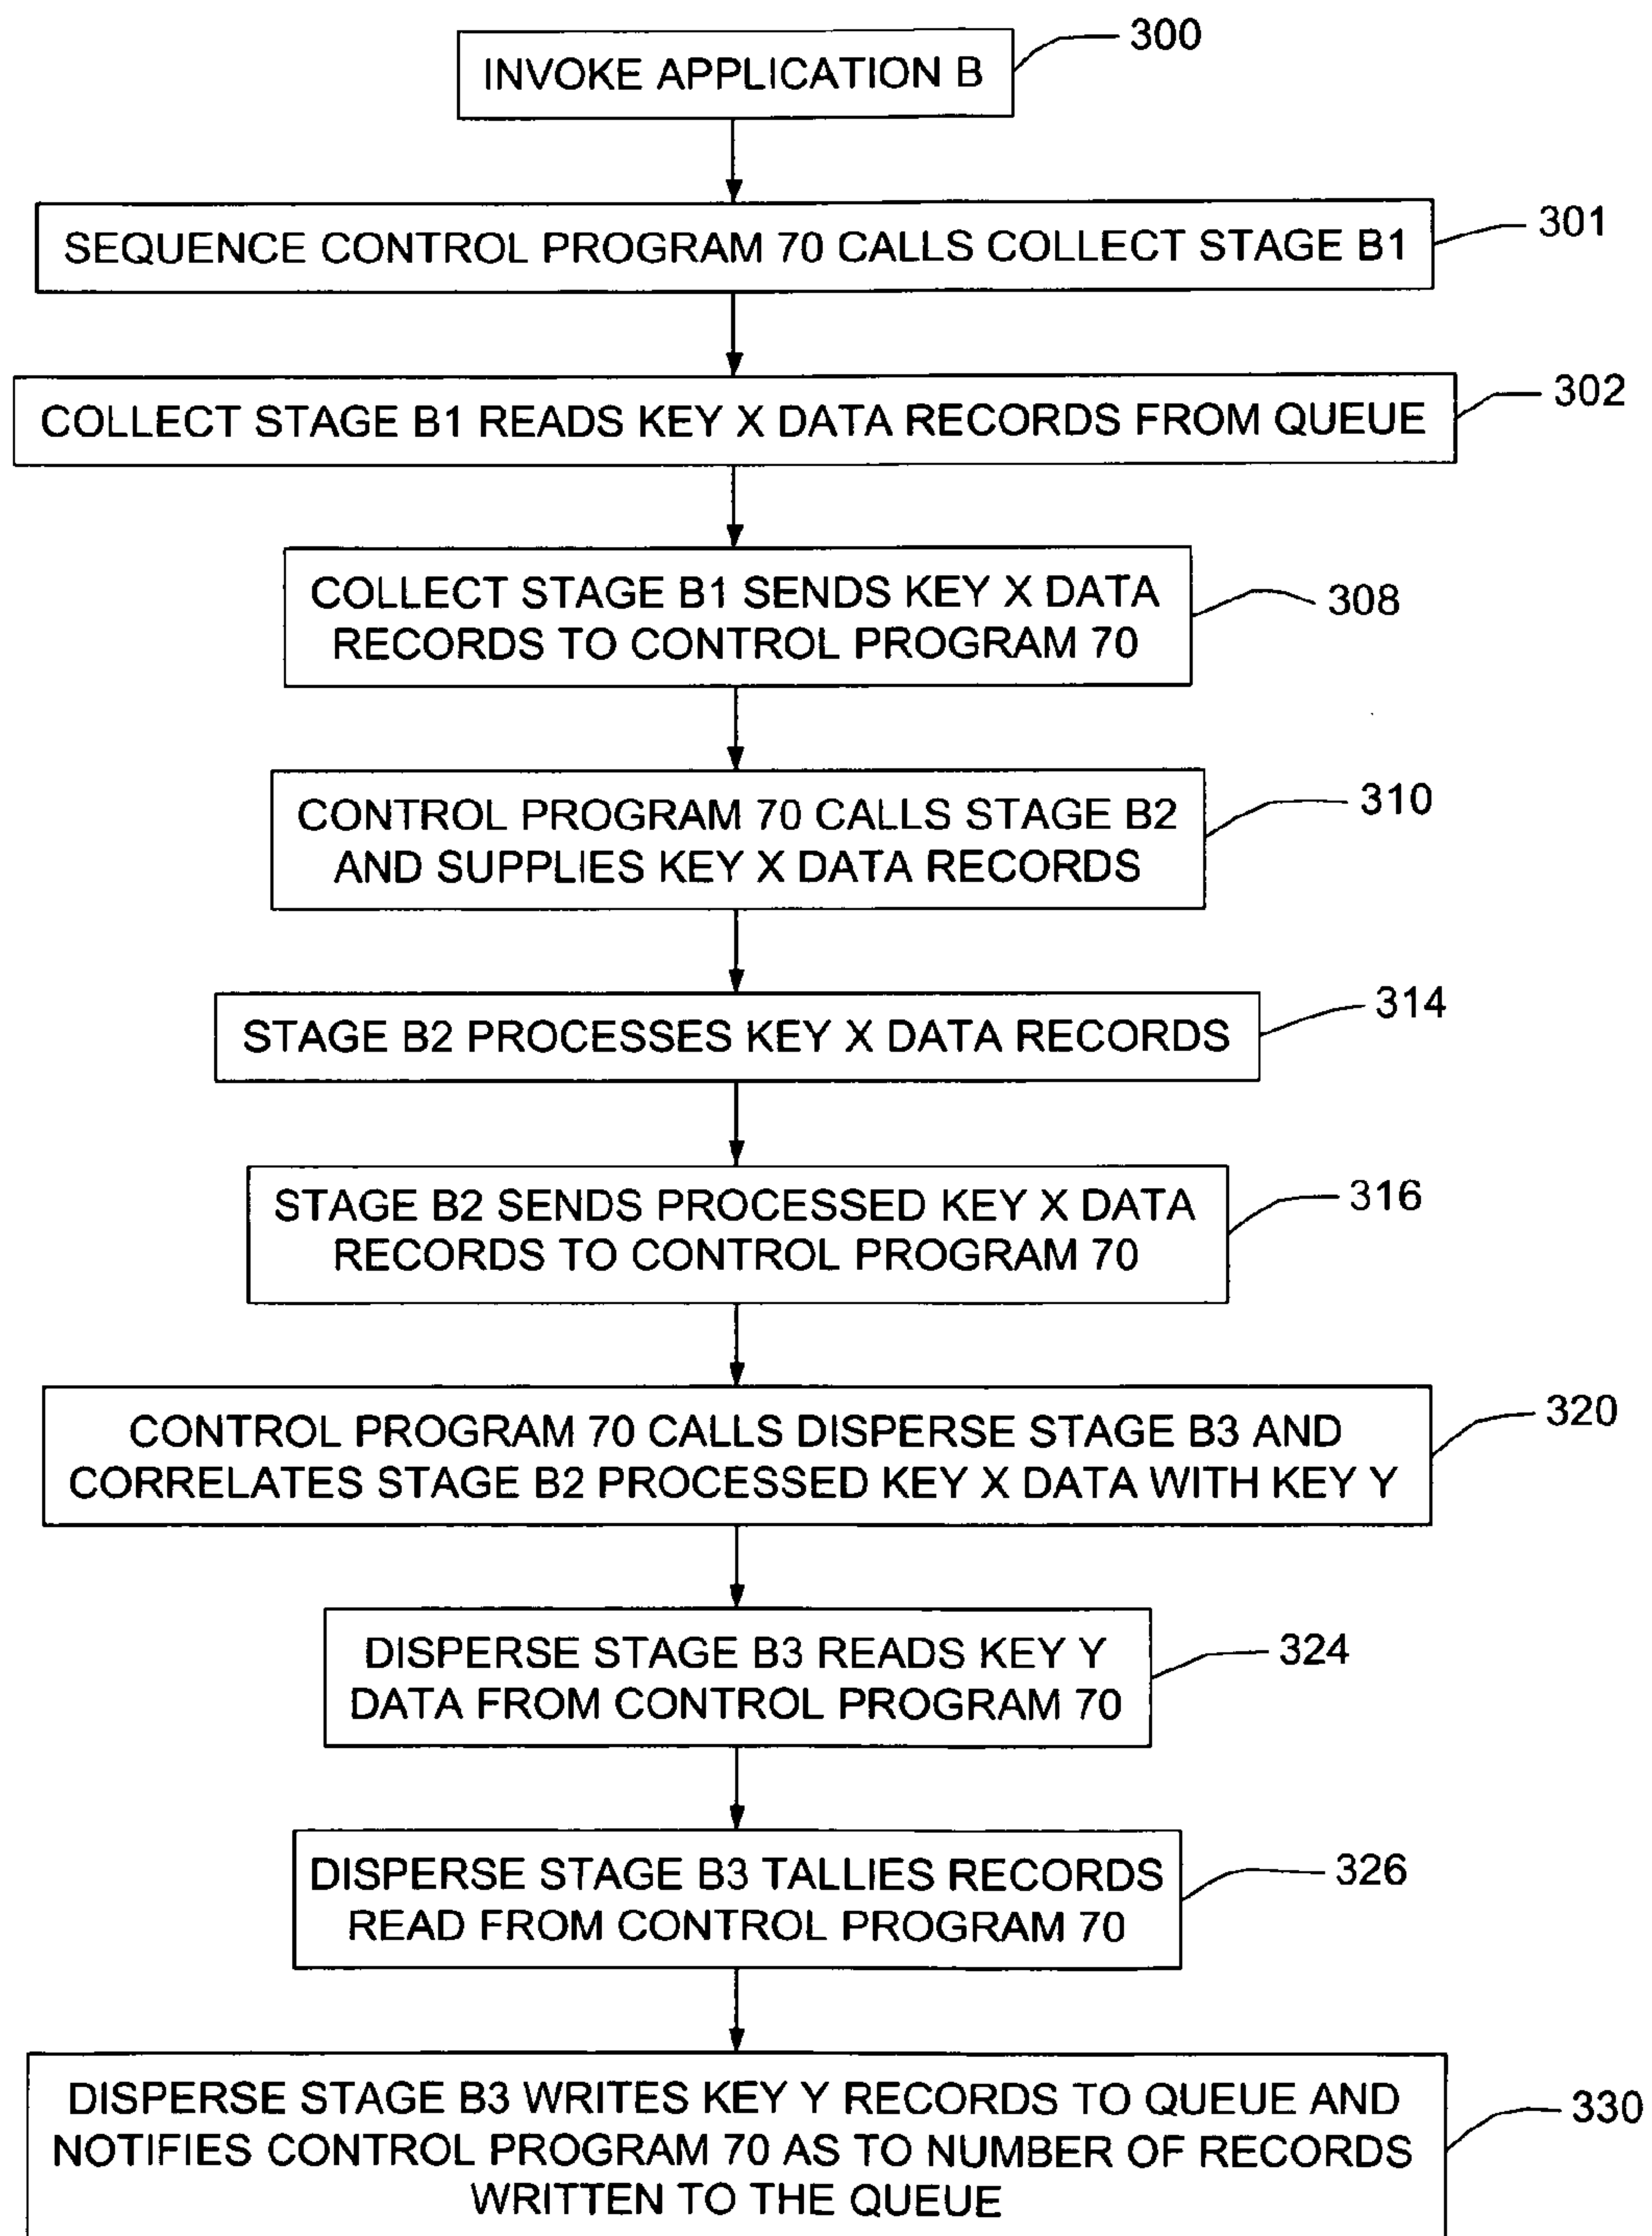 INVOKE APPLICATION B
300
SEQUENCE CONTROL PROGRAM 70 CALLS COLLECT STAGE B1
301
COLLECT STAGE B1 READS KEY X DATA RECORDS FROM QUEUE
302
COLLECT STAGE B1 SENDS KEY X DATA
RECORDS TO CONTROL PROGRAM 70
308
CONTROL PROGRAM 70 CALLS STAGE B2
AND SUPPLIES KEY X DATA RECORDS
310
STAGE B2 PROCESSES KEY X DATA RECORDS
314
STAGE B2 SENDS PROCESSED KEY X DATA
RECORDS TO CONTROL PROGRAM 70
316
CONTROL PROGRAM 70 CALLS DISPERSE STAGE B3 AND
CORRELATES STAGE B2 PROCESSED KEY X DATA WITH KEY Y
320
DISPERSE STAGE B3 READS KEY Y
DATA FROM CONTROL PROGRAM 70
324
DISPERSE STAGE B3 TALLIES RECORDS
READ FROM CONTROL PROGRAM 70
326
DISPERSE STAGE B3 WRITES KEY Y RECORDS TO QUEUE AND
NOTIFIES CONTROL PROGRAM 70 AS TO NUMBER OF RECORDS
WRITTEN TO THE QUEUE
330